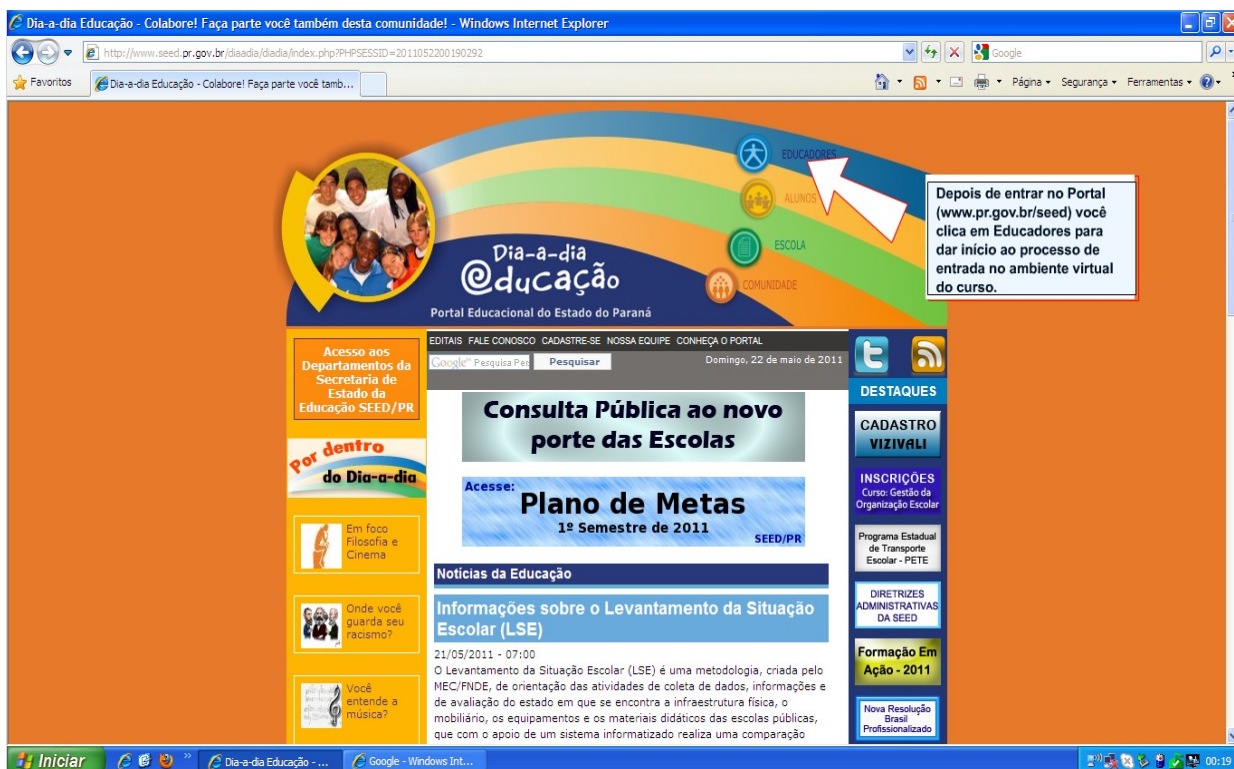 Dia-a-dia Educação - Colabore! Faça parte você também desta comunidade! - Windows Internet Explorer
http://www.seed.pr.gov.br/diaadia/diadia/index.php?PHPSESSID=2011052200190292
Google
Favoritos
Dia-a-dia Educação - Colabore! Faça parte você tamb...
Página
Segurança
Ferramentas
EDUCADORES
ALUNOS
ESCOLA
COMUNIDADE
Depois de entrar no Portal
(www.pr.gov.br/seed) você
clica em Educadores para
dar início ao processo de
entrada no ambiente virtual
do curso.
Dia-a-dia
@ducação
Portal Educacional do Estado do Paraná
Acesso aos
Departamentos da
Secretaria de
Estado da
Educação SEED/PR
Por dentro
do Dia-a-dia
Em foco
Filosofia e
Cinema
Onde você
guarda seu
racismo?
Você
entende a
música?
EDITAIS FALE CONOSCO CADASTRE-SE NOSSA EQUIPE CONHEÇA O PORTAL
Google Pesquisa Per Pesquisar Domingo, 22 de maio de 2011
Consulta Pública ao novo
porte das Escolas
Acesse:
Plano de Metas
1º Semestre de 2011
SEED/PR
Notícias da Educação
Informações sobre o Levantamento da Situação
Escolar (LSE)
21/05/2011 - 07:00
O Levantamento da Situação Escolar (LSE) é uma metodologia, criada pelo
MEC/FNDE, de orientação das atividades de coleta de dados, informações e
de avaliação do estado em que se encontra a infraestrutura física, o
mobiliário, os equipamentos e os materiais didáticos das escolas públicas,
que com o apoio de um sistema informatizado realiza uma comparação
DESTAQUES
CADASTRO
VIZIVALI
INSCRIÇÕES
Curso: Gestão da
Organização Escolar
Programa Estadual
de Transporte
Escolar - PETE
DIRETRIZES
ADMINISTRATIVAS
DA SEED
Formação Em
Ação - 2011
Nova Resolução
Brasil
Profissionalizado
Iniciar
Dia-a-dia Educação - ...
Google - Windows Int...
00:19